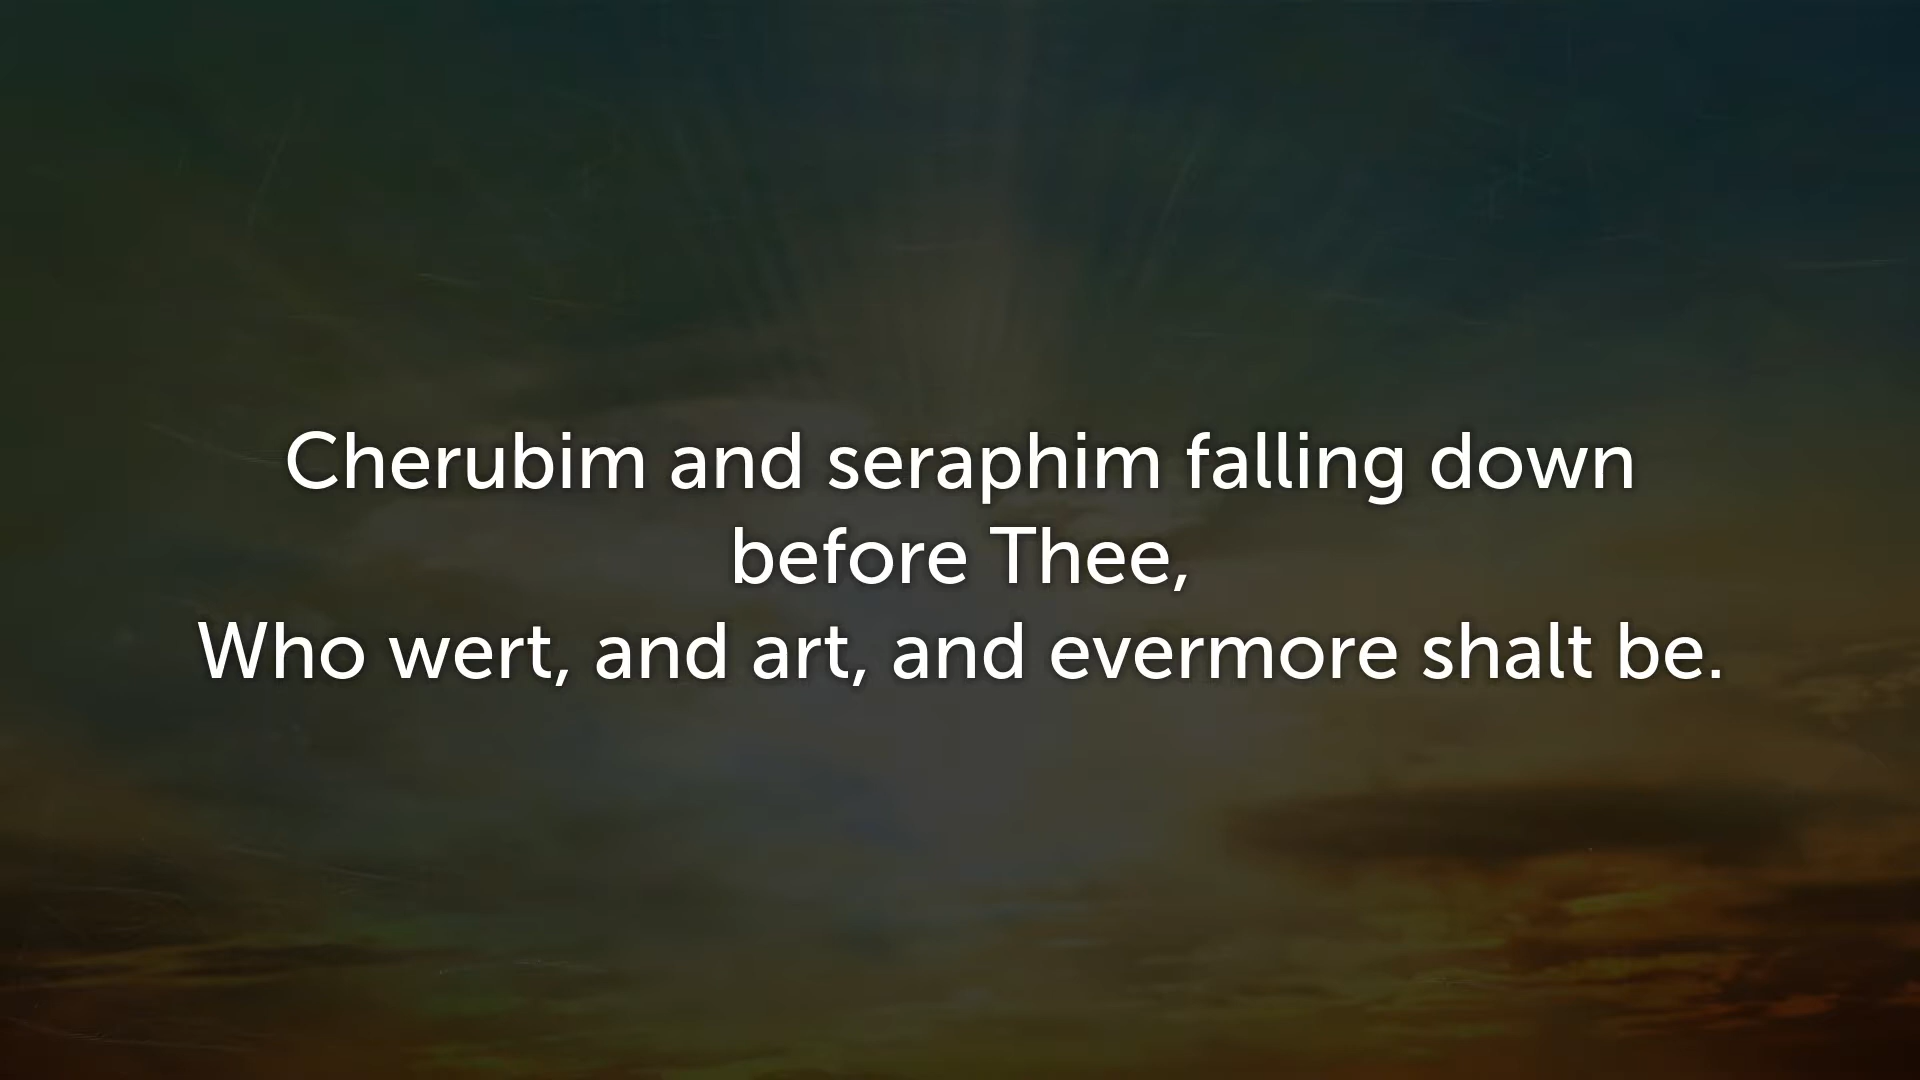 Cherubim and seraphim falling down
before Thee,
Who wert, and art, and evermore shalt be.